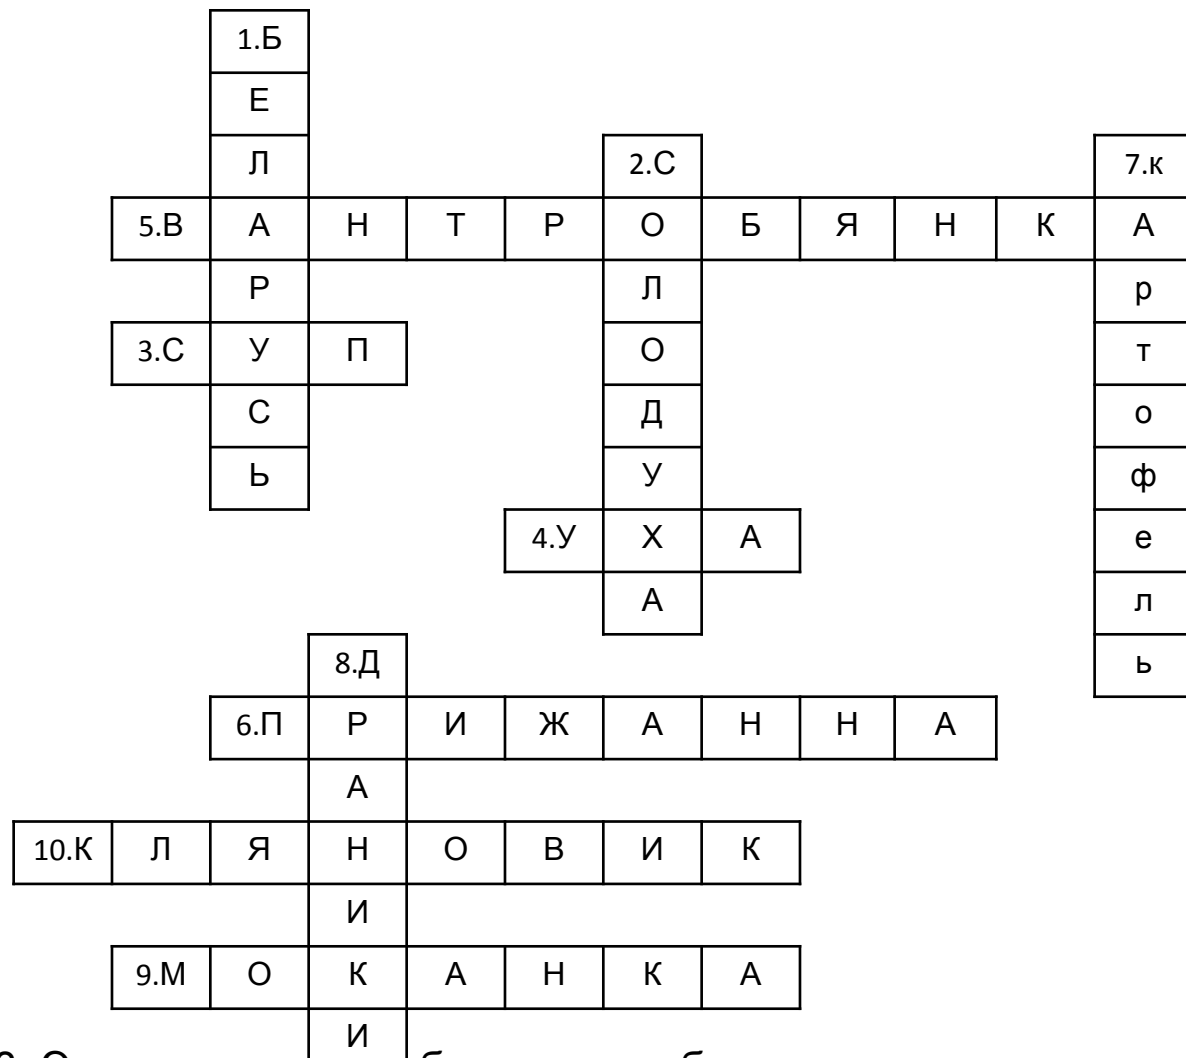 1.Б
Е
Л 2.С 7.к
5.В А Н Т Р О Б Я Н К А
Р Л р
3.С У П О т
С Д о
Ь У ф
4.У Х А е
А л
8.Д ь
6.П Р И Ж А Н Н А
А
10.К Л Я Н О В И К
И
9.М О К А Н К А
И